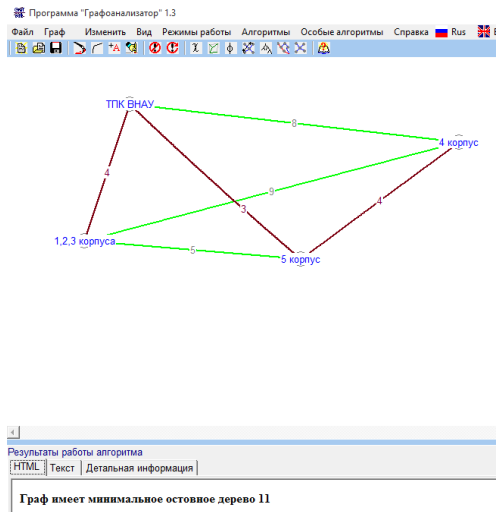 Программа "Графоанализатор" 1.3
Файл Граф Изменить Вид Режимы работы Алгоритмы Особые алгоритмы Справка Rus E
ТПК ВНАУ
8
4 корпус
4
9
3
4
1,2,3 корпуса
5
5 корпус
Результаты работы алгоритма
HTML Текст Детальная информация
Граф имеет минимальное остовное дерево 11